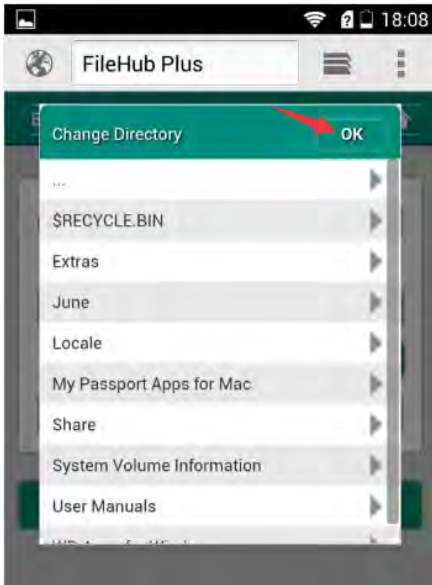 18:08
FileHub Plus
Change Directory OK
...
$RECYCLE.BIN
Extras
June
Locale
My Passport Apps for Mac
Share
System Volume Information
User Manuals